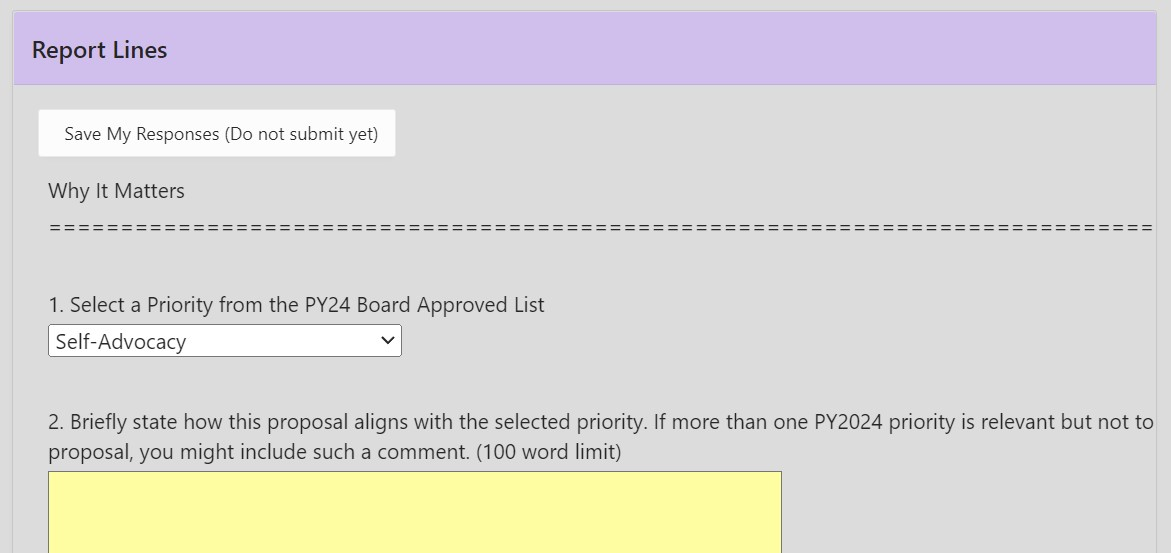 Report Lines
Save My Responses (Do not submit yet)
Why It Matters
=============================================================================
1. Select a Priority from the PY24 Board Approved List
Self-Advocacy
2. Briefly state how this proposal aligns with the selected priority. If more than one PY2024 priority is relevant but not to
proposal, you might include such a comment. (100 word limit)